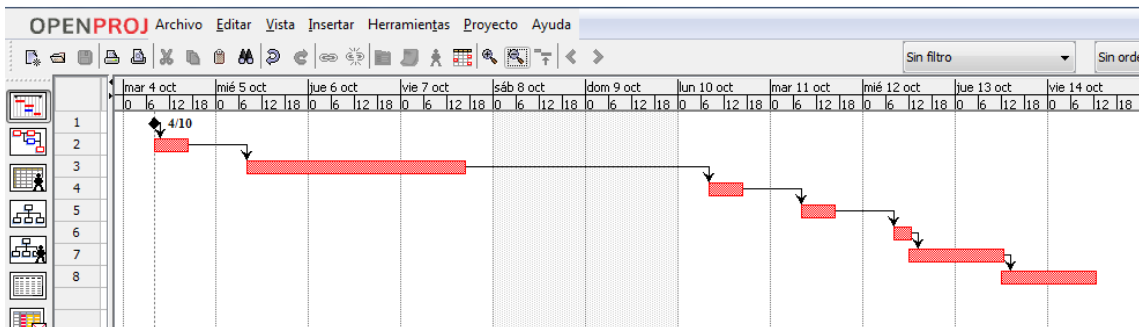 OPENPROJ Archivo Editar Vista Insertar Herramientas Proyecto Ayuda
Sin filtro Sin orde
mar 4 oct mié 5 oct jue 6 oct vie 7 oct sáb 8 oct dom 9 oct lun 10 oct mar 11 oct mié 12 oct jue 13 oct vie 14 oct
0 6 12 18 0 6 12 18 0 6 12 18 0 6 12 18 0 6 12 18 0 6 12 18 0 6 12 18 0 6 12 18 0 6 12 18 0 6 12 18 0 6 12 18
1 4/10
2
3
4
5
6
7
8